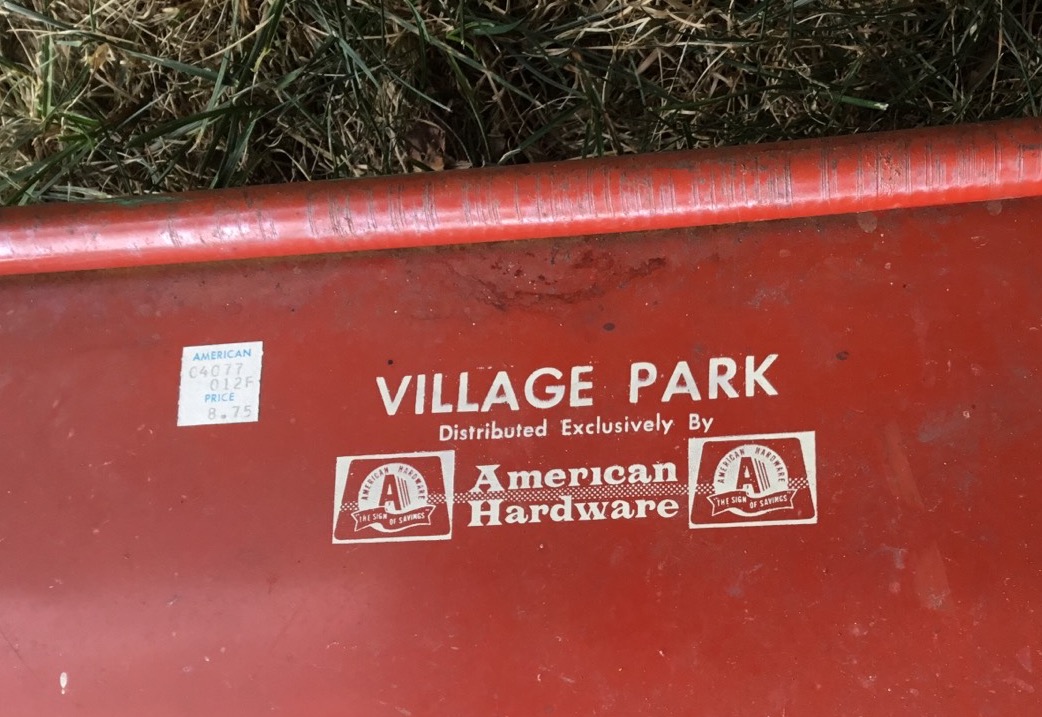 AMERICAN
04077
012F
PRICE
8.75
VILLAGE PARK
Distributed Exclusively By
American
Hardware
AMERICAN HARDWARE
A
THE SIGN OF SAVINGS
AMERICAN HARDWARE
A
THE SIGN OF SAVINGS